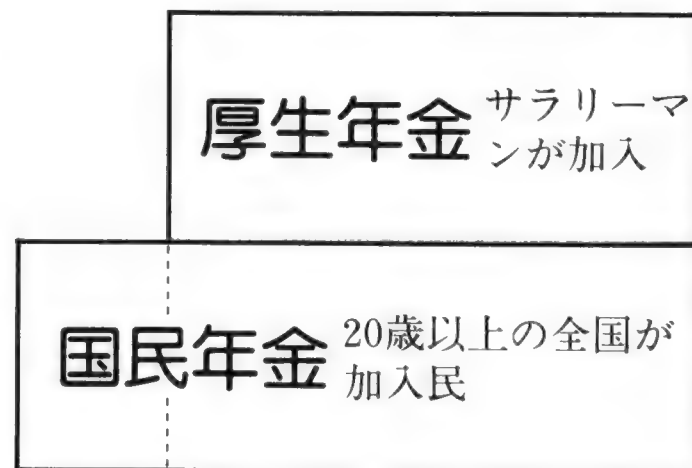 厚生年金
サラリーマ
ンが加入
国民年金
20歳以上の全国が
加入民